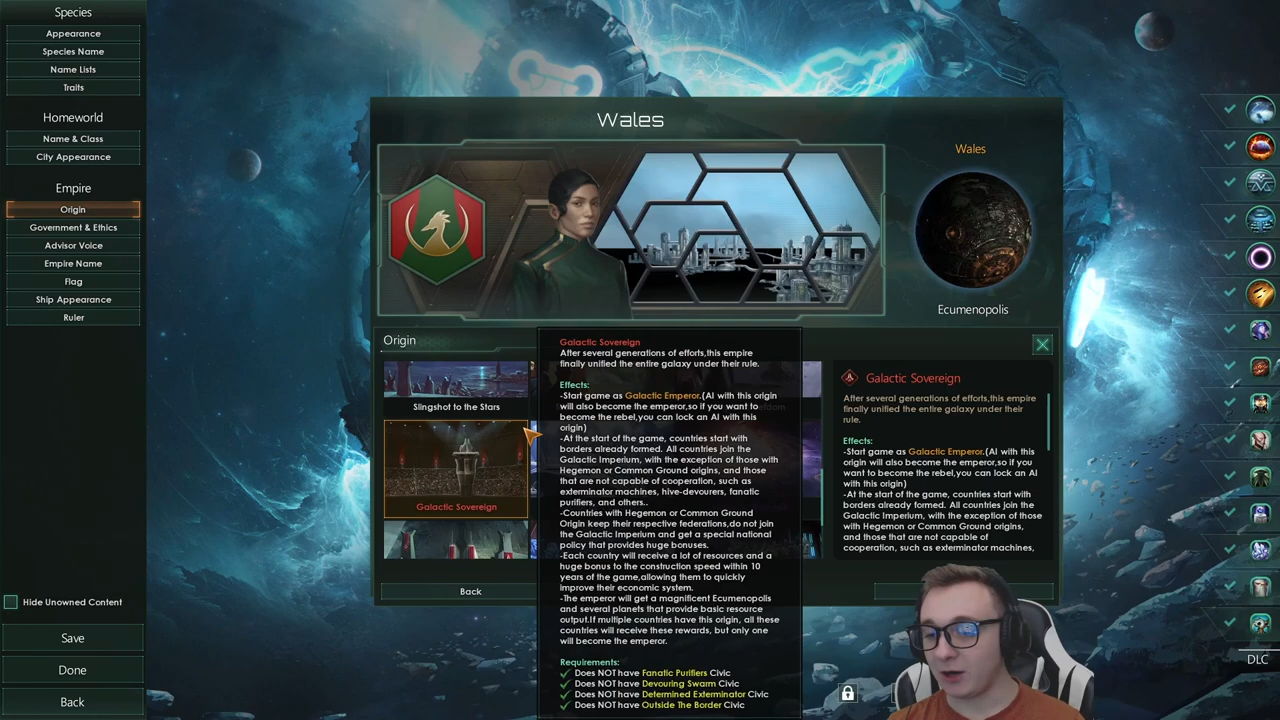 Species
Appearance
Species Name
Name Lists
Traits
Homeworld
Name & Class
City Appearance
Empire
Origin
Government & Ethics
Advisor Voice
Empire Name
Flag
Ship Appearance
Ruler
Hide Unowned Content
Save
Done
Back
Wales
Wales
Ecumenopolis
Origin
Slingshot to the Stars
Galactic Sovereign
Back
Galactic Sovereign
After several generations of efforts,this empire
finally unified the entire galaxy under their rule.
Effects:
-Start game as Galactic Emperor.(AI with this origin
will also become the emperor,so if you want to
become the rebel,you can lock an AI with this
origin)
-At the start of the game, countries start with
borders already formed. All countries join the
Galactic Imperium, with the exception of those with
Hegemon or Common Ground origins, and those
that are not capable of cooperation, such as
exterminator machines, hive-devourers, fanatic
purifiers, and others..
-Countries with Hegemon or Common Ground
Origin keep their respective federations,do not join
the Galactic Imperium and get a special national
policy that provides huge bonuses.
-Each country will receive a lot of resources and a
huge bonus to the construction speed within 10
years of the game,allowing them to quickly
improve their economic system.
-The emperor will get a magnificent Ecumenopolis
and several planets that provide basic resource
output.If multiple countries have this origin, all these
countries will receive these rewards, but only one
will become the emperor.
Requirements:
Does NOT have Fanatic Purifiers Civic
Does NOT have Devouring Swarm Civic
Does NOT have Determined Exterminator Civic
Does NOT have Outside The Border Civic
Galactic Sovereign
After several generations of efforts,this empire
finally unified the entire galaxy under their
rule.
Effects:
-Start game as Galactic Emperor.(AI with this
origin will also become the emperor,so if you
want to become the rebel,you can lock an AI
with this origin)
-At the start of the game, countries start with
borders already formed. All countries join the
Galactic Imperium, with the exception of
those with Hegemon or Common Ground origins,
and those that are not capable of
cooperation, such as exterminator machines,
DLC